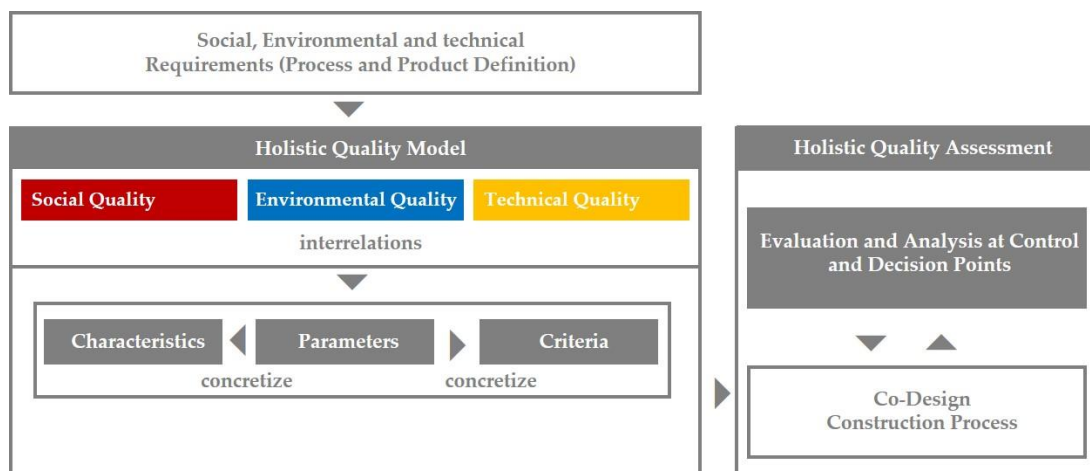 Social, Environmental and technical
Requirements (Process and Product Definition)
Holistic Quality Model
Social Quality
Environmental Quality
Technical Quality
interrelations
Characteristics
Parameters
Criteria
concretize
concretize
Holistic Quality Assessment
Evaluation and Analysis at Control
and Decision Points
Co-Design
Construction Process